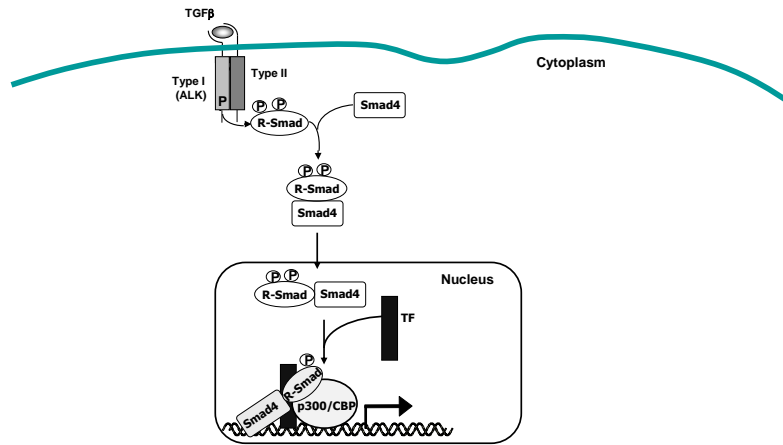 TGFβ
Cytoplasm
Type I
(ALK)
Type II
P
P P
R-Smad
Smad4
P P
R-Smad
Smad4
Nucleus
P P
R-Smad
Smad4
TF
P
R-Smad
Smad4
p300/CBP